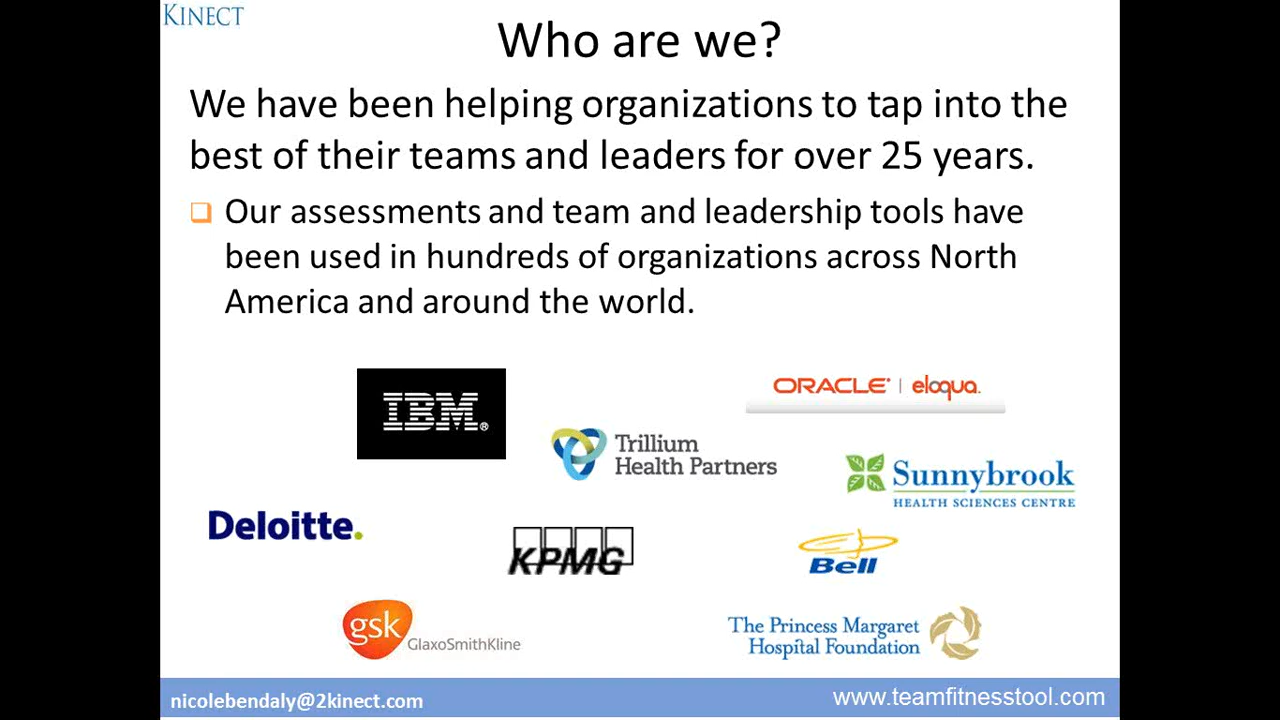 KINECT
Who are we?
We have been helping organizations to tap into the
best of their teams and leaders for over 25 years.
Our assessments and team and leadership tools have
been used in hundreds of organizations across North
America and around the world.
IBM®
ORACLE® | eloqua.
Trillium
Health Partners
Sunnybrook
HEALTH SCIENCES CENTRE
Deloitte.
KPMG
Bell
gsk
GlaxoSmithKline
The Princess Margaret
Hospital Foundation
nicolebendaly@2kinect.com
www.teamfitnesstool.com